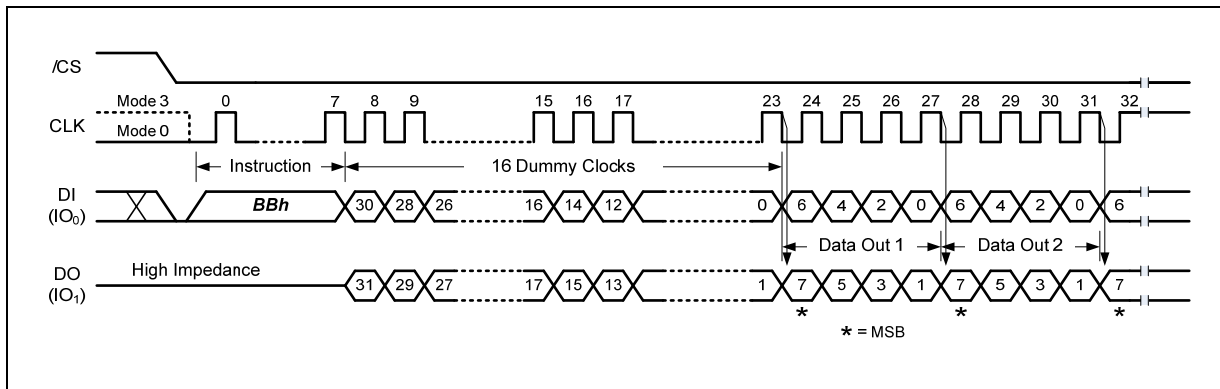 /CS
Mode 3 0 7 8 9 15 16 17 23 24 25 26 27 28 29 30 31 32
CLK
Mode 0
Instruction 16 Dummy Clocks
DI
(IO0) BBh 30 28 26 16 14 12 0 6 4 2 0 6 4 2 0 6
Data Out 1 Data Out 2
High Impedance
DO
(IO1) 31 29 27 17 15 13 1 7 5 3 1 7 5 3 1 7
* * *
* = MSB